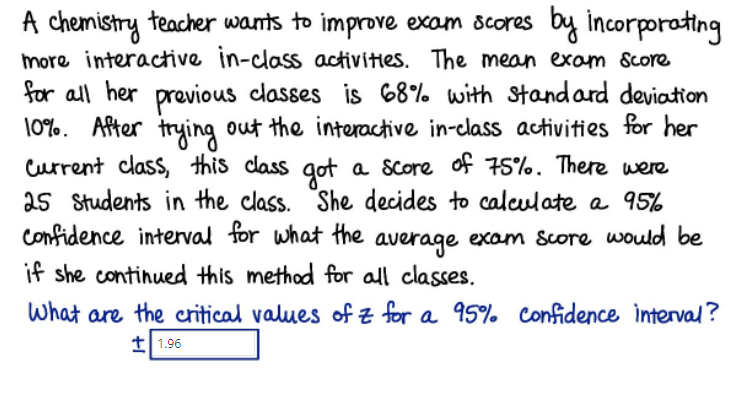 A chemistry teacher wants to improve exam scores by incorporating
more interactive in-class activities. The mean exam score
for all her previous classes is 68% with standard deviation
10%. After trying out the interactive in-class activities for her
current class, this class got a score of 75%. There were
25 students in the class. She decides to calculate a 95%
confidence interval for what the average exam score would be
if she continued this method for all classes.
What are the critical values of z for a 95% confidence interval?
± 1.96